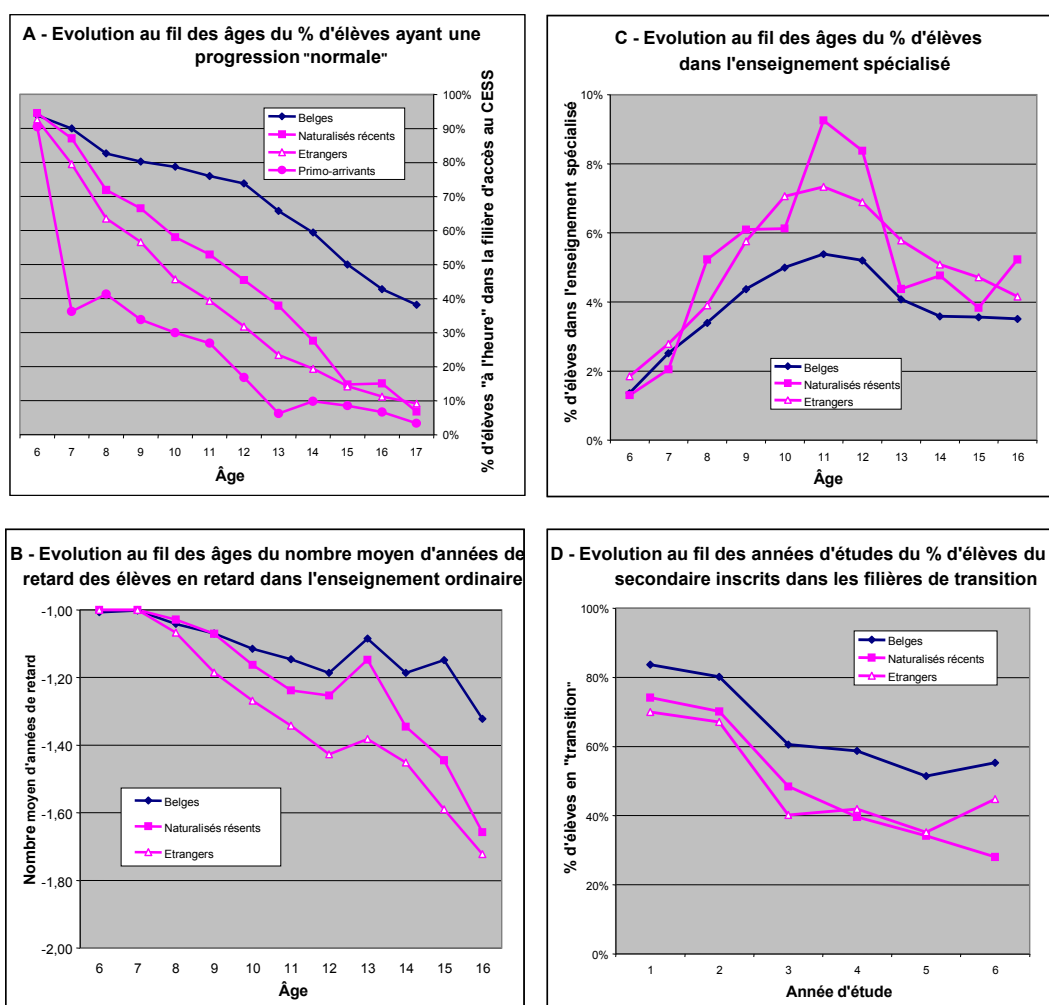 A - Evolution au fil des âges du % d'élèves ayant une
progression "normale"
100%
90%
80%
70%
60%
50%
40%
30%
20%
10%
0%
6 7 8 9 10 11 12 13 14 15 16 17
Âge
% d'élèves "à l'heure" dans la filière d'accès au CESS
Belges
Naturalisés récents
Etrangers
Primo-arrivants
C - Evolution au fil des âges du % d'élèves
dans l'enseignement spécialisé
10%
8%
6%
4%
2%
0%
6 7 8 9 10 11 12 13 14 15 16
Âge
% d'élèves dans l'enseignement spécialisé
Belges
Naturalisés résents
Etrangers
B - Evolution au fil des âges du nombre moyen d'années de
retard des élèves en retard dans l'enseignement ordinaire
-1,00
-1,20
-1,40
-1,60
-1,80
-2,00
6 7 8 9 10 11 12 13 14 15 16
Âge
Nombre moyen d'années de retard
Belges
Naturalisés résents
Etrangers
D - Evolution au fil des années d'études du % d'élèves du
secondaire inscrits dans les filières de transition
100%
80%
60%
40%
20%
0%
1 2 3 4 5 6
Année d'étude
% d'élèves en "transition"
Belges
Naturalisés récents
Etrangers